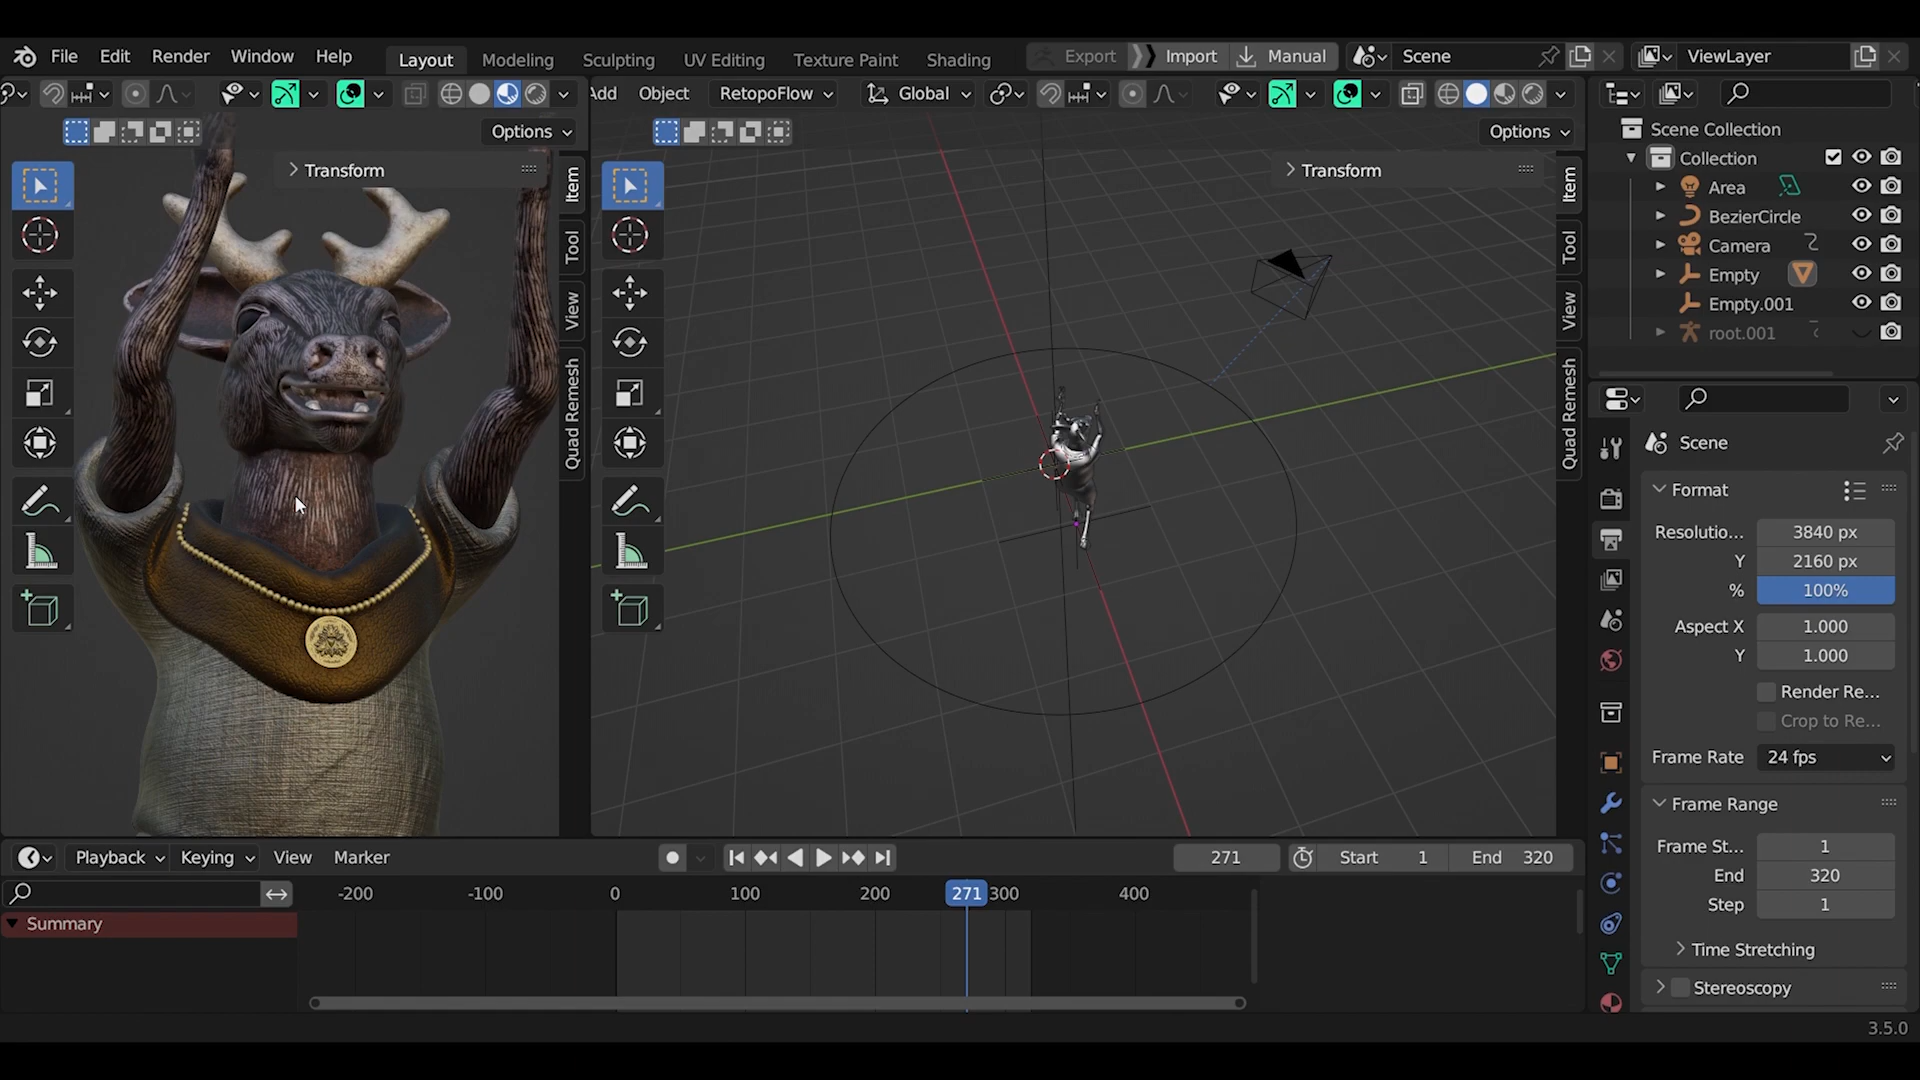 File Edit Render Window Help Layout Modeling Sculpting UV Editing Texture Paint Shading Export Import Manual Scene ViewLayer
Add Object RetopoFlow Global
Options Options
Transform Transform
Item
Tool
View
Quad Remesh
Item
Tool
View
Quad Remesh
Scene Collection
Collection
Area
BezierCircle
Camera
Empty
Empty.001
root.001
Scene
Format
Resolutio... 3840 px
Y 2160 px
% 100%
Aspect X 1.000
Y 1.000
Render Re...
Crop to Re...
Frame Rate 24 fps
Frame Range
Frame St... 1
End 320
Step 1
Time Stretching
Stereoscopy
Playback Keying View Marker 271 Start 1 End 320
-200 -100 0 100 200 271 300 400
Summary
3.5.0